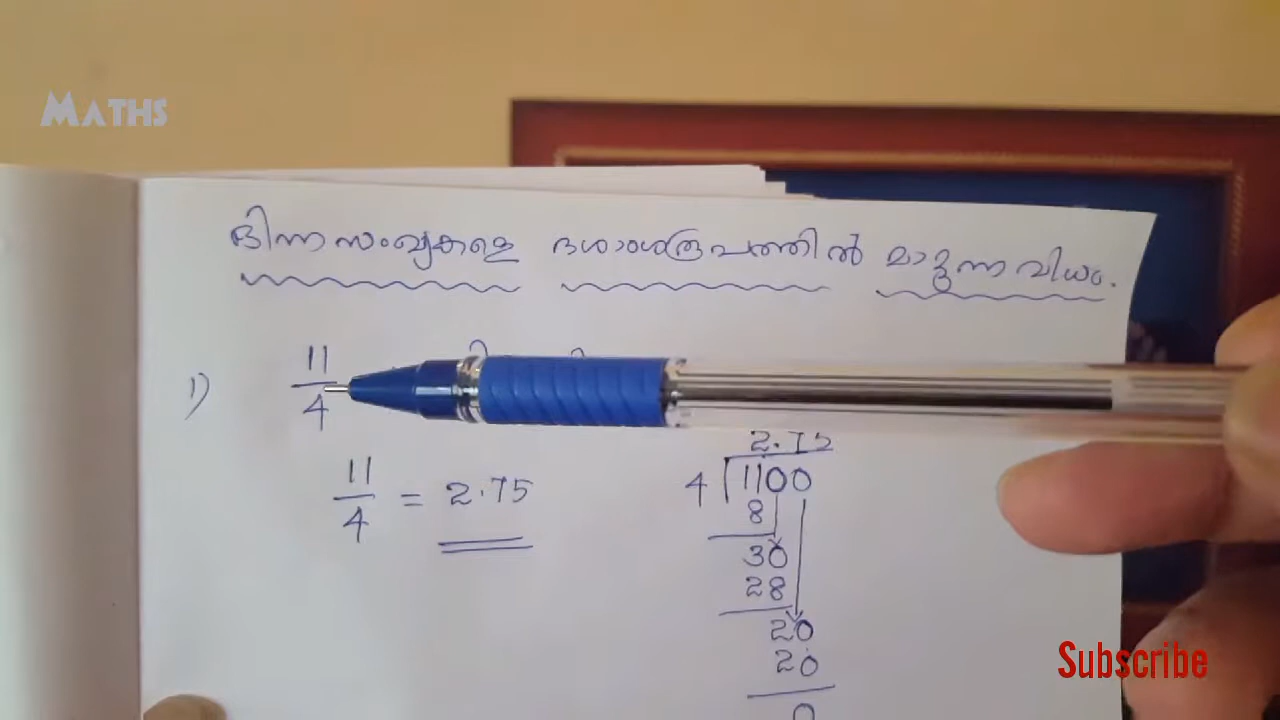 MATHS
ഭിന്നസംഖ്യകളെ ദശാംശരൂപത്തിൽ മാറ്റുന്നവിധം.
1) 11/4
2.75
11/4 = 2.75
4 1100
8
30
28
20
20
0
Subscribe